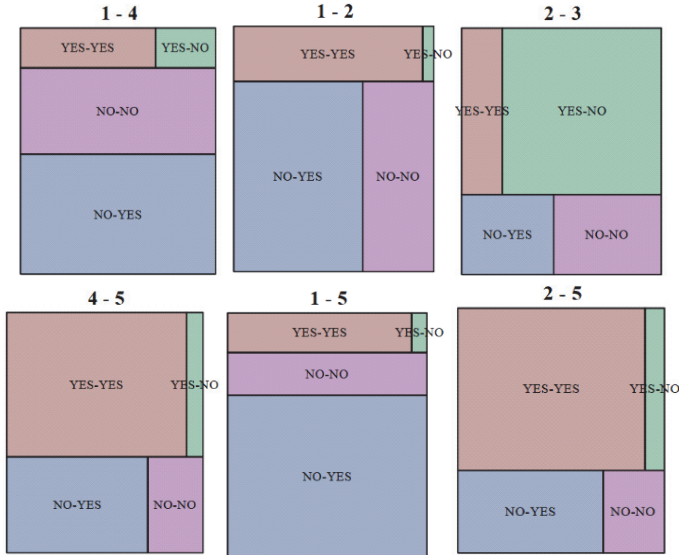 1 - 4
1 - 2
2 - 3
YES-YES
YES-NO
NO-NO
NO-YES
YES-YES
YES-NO
NO-YES
NO-NO
YES-YES
YES-NO
NO-YES
NO-NO
4 - 5
1 - 5
2 - 5
YES-YES
YES-NO
NO-YES
NO-NO
YES-YES
YES-NO
NO-NO
NO-YES
YES-YES
YES-NO
NO-YES
NO-NO